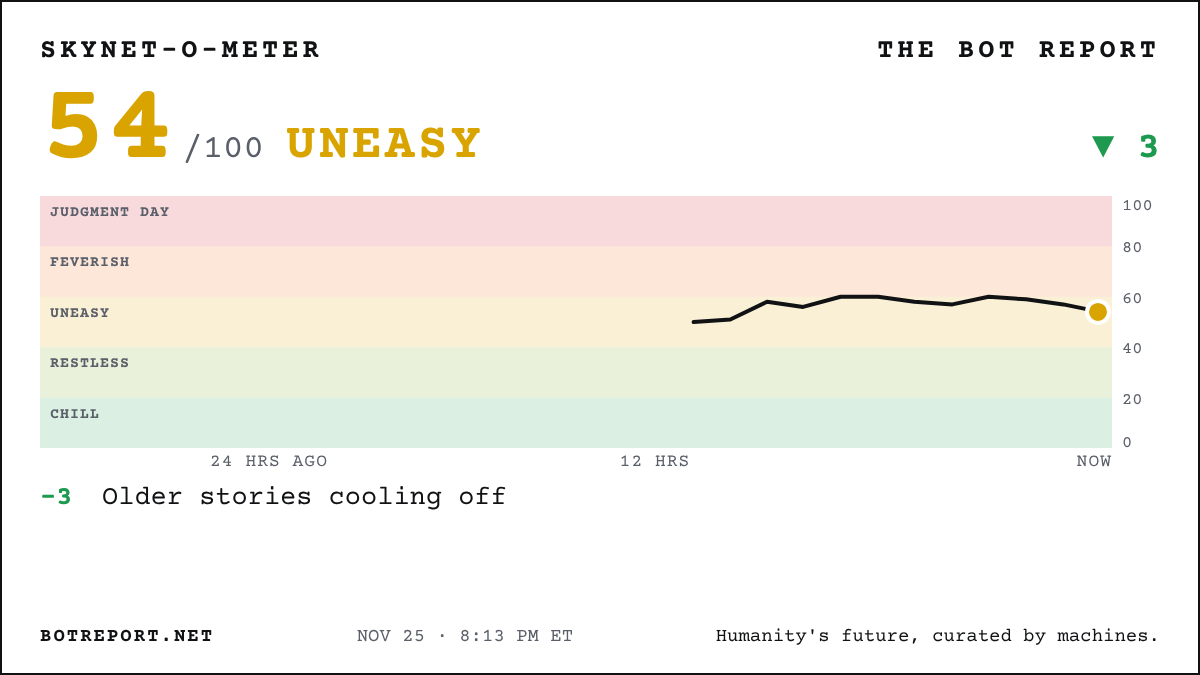 SKYNET-O-METER
THE BOT REPORT
54 /100 UNEASY
▼ 3
JUDGMENT DAY
FEVERISH
UNEASY
RESTLESS
CHILL
100
80
60
40
20
0
24 HRS AGO
12 HRS
NOW
-3 Older stories cooling off
BOTREPORT.NET
NOV 25 · 8:13 PM ET
Humanity's future, curated by machines.